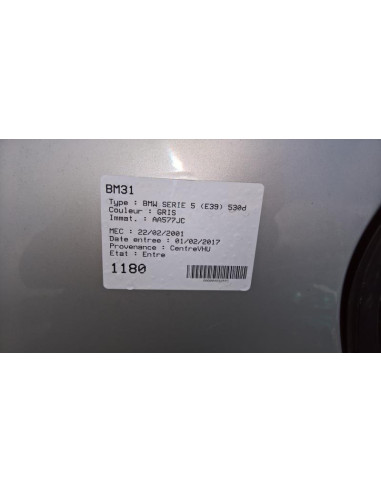 BM31
Type : BMW SERIE 5 (E39) 530d
Couleur : GRIS
Immat. : AA577JC
MEC : 22/02/2001
Date entree : 01/02/2017
Provenance : CentreVHU
Etat : Entre
1180